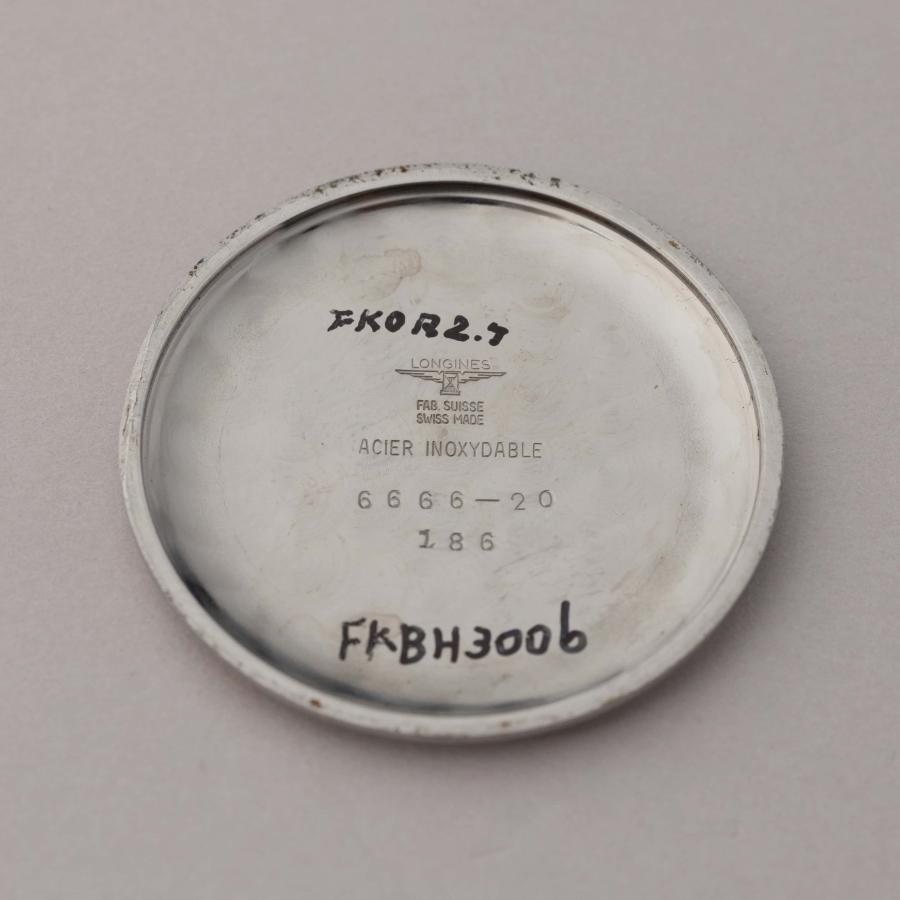 FKOR2.7
LONGINES
FAB. SUISSE
SWISS MADE
ACIER INOXYDABLE
6666-20
186
FKBH3006